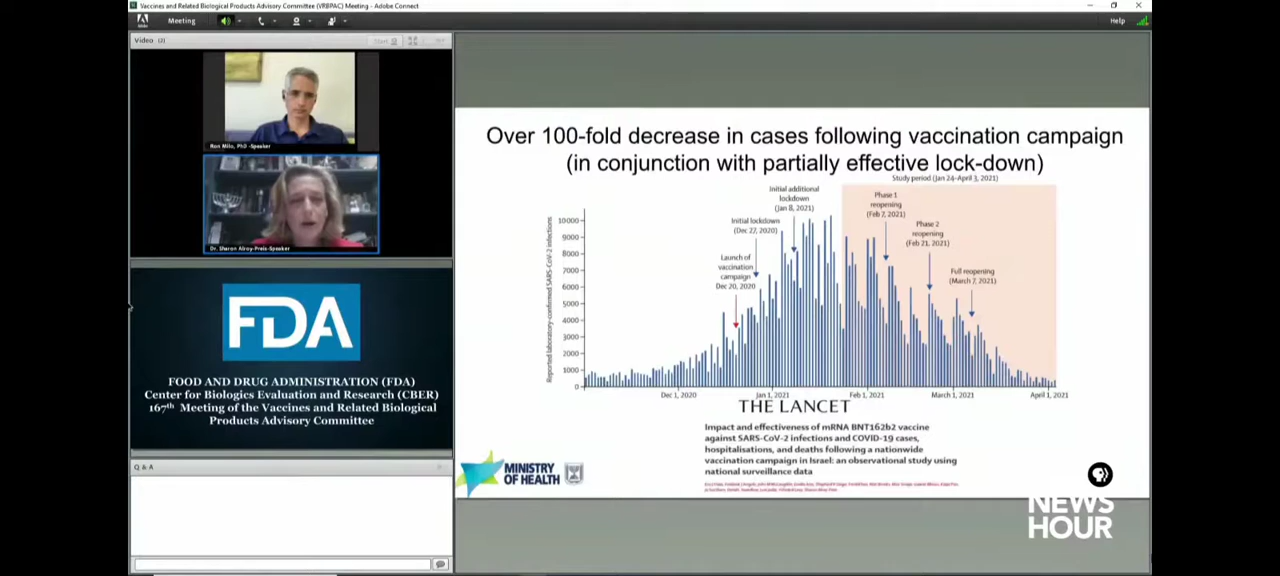 Vaccines and Related Biological Products Advisory Committee (VRBPAC) Meeting - Adobe Connect
Meeting
Help
Video
Ron Milo, PhD -Speaker
Dr. Sharon Alroy-Preis-Speaker
FDA
FOOD AND DRUG ADMINISTRATION (FDA)
Center for Biologics Evaluation and Research (CBER)
167th Meeting of the Vaccines and Related Biological
Products Advisory Committee
Q & A
Over 100-fold decrease in cases following vaccination campaign
(in conjunction with partially effective lock-down)
Study period (Jan 24-April 3, 2021)
Initial additional
lockdown
(Jan 8, 2021)
Phase 1
reopening
(Feb 7, 2021)
Initial lockdown
(Dec 27, 2020)
Phase 2
reopening
(Feb 21, 2021)
Launch of
vaccination
campaign
Dec 20, 2020
Full reopening
(March 7, 2021)
Reported laboratory-confirmed SARS-CoV-2 infections
10000
9000
8000
7000
6000
5000
4000
3000
2000
1000
0
Dec 1, 2020
Jan 1, 2021
Feb 1, 2021
March 1, 2021
April 1, 2021
THE LANCET
Impact and effectiveness of mRNA BNT162b2 vaccine
against SARS-CoV-2 infections and COVID-19 cases,
hospitalisations, and deaths following a nationwide
vaccination campaign in Israel: an observational study using
national surveillance data
MINISTRY
OF HEALTH
PBS
NEWS
HOUR